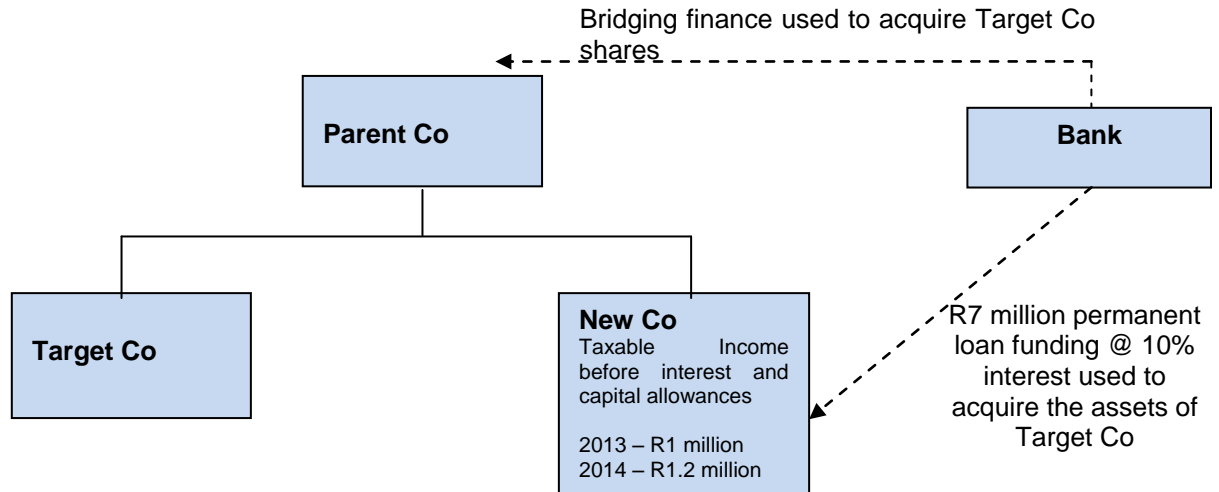 Bridging finance used to acquire Target Co
shares
Parent Co
Bank
Target Co
New Co
Taxable Income
before interest and
capital allowances
2013 – R1 million
2014 – R1.2 million
R7 million permanent
loan funding @ 10%
interest used to
acquire the assets of
Target Co